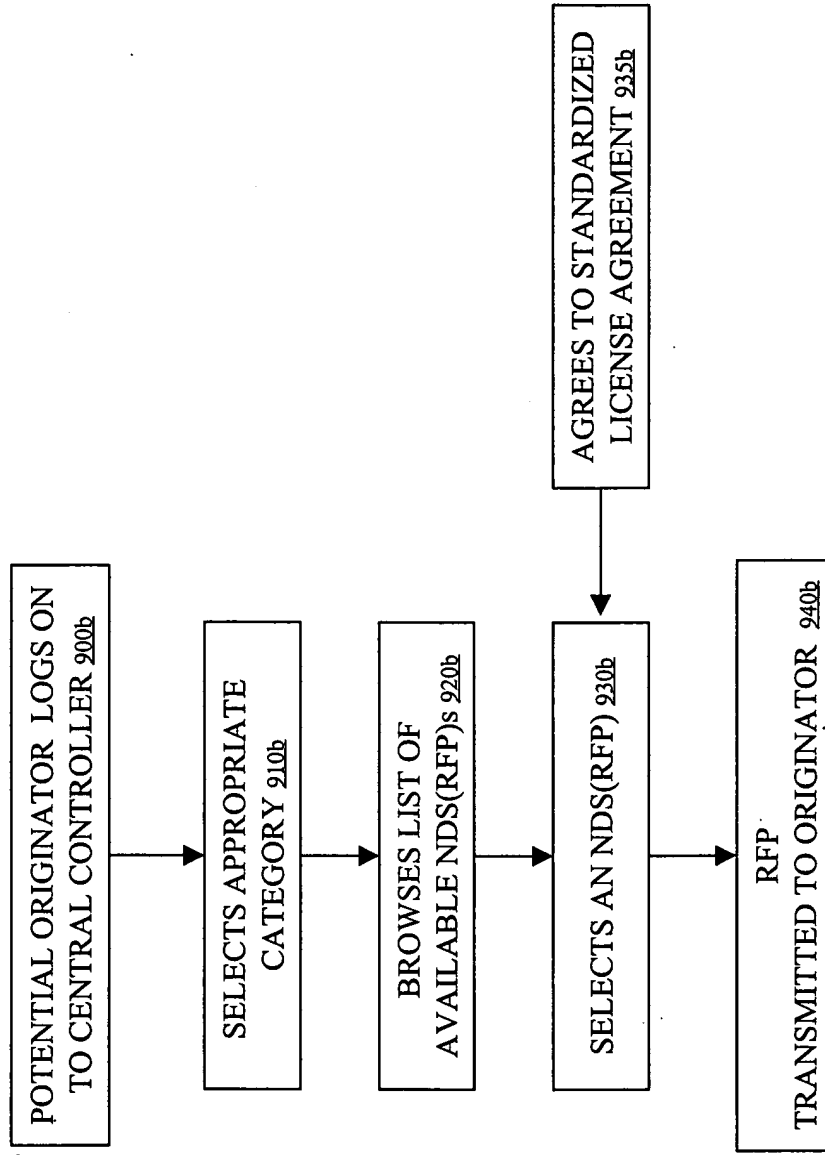 POTENTIAL ORIGINATOR LOGS ON
TO CENTRAL CONTROLLER 900b
SELECTS APPROPRIATE
CATEGORY 910b
BROWSES LIST OF
AVAILABLE NDS(RFP)s 920b
SELECTS AN NDS(RFP) 930b
AGREES TO STANDARDIZED
LICENSE AGREEMENT 935b
RFP
TRANSMITTED TO ORIGINATOR 940b